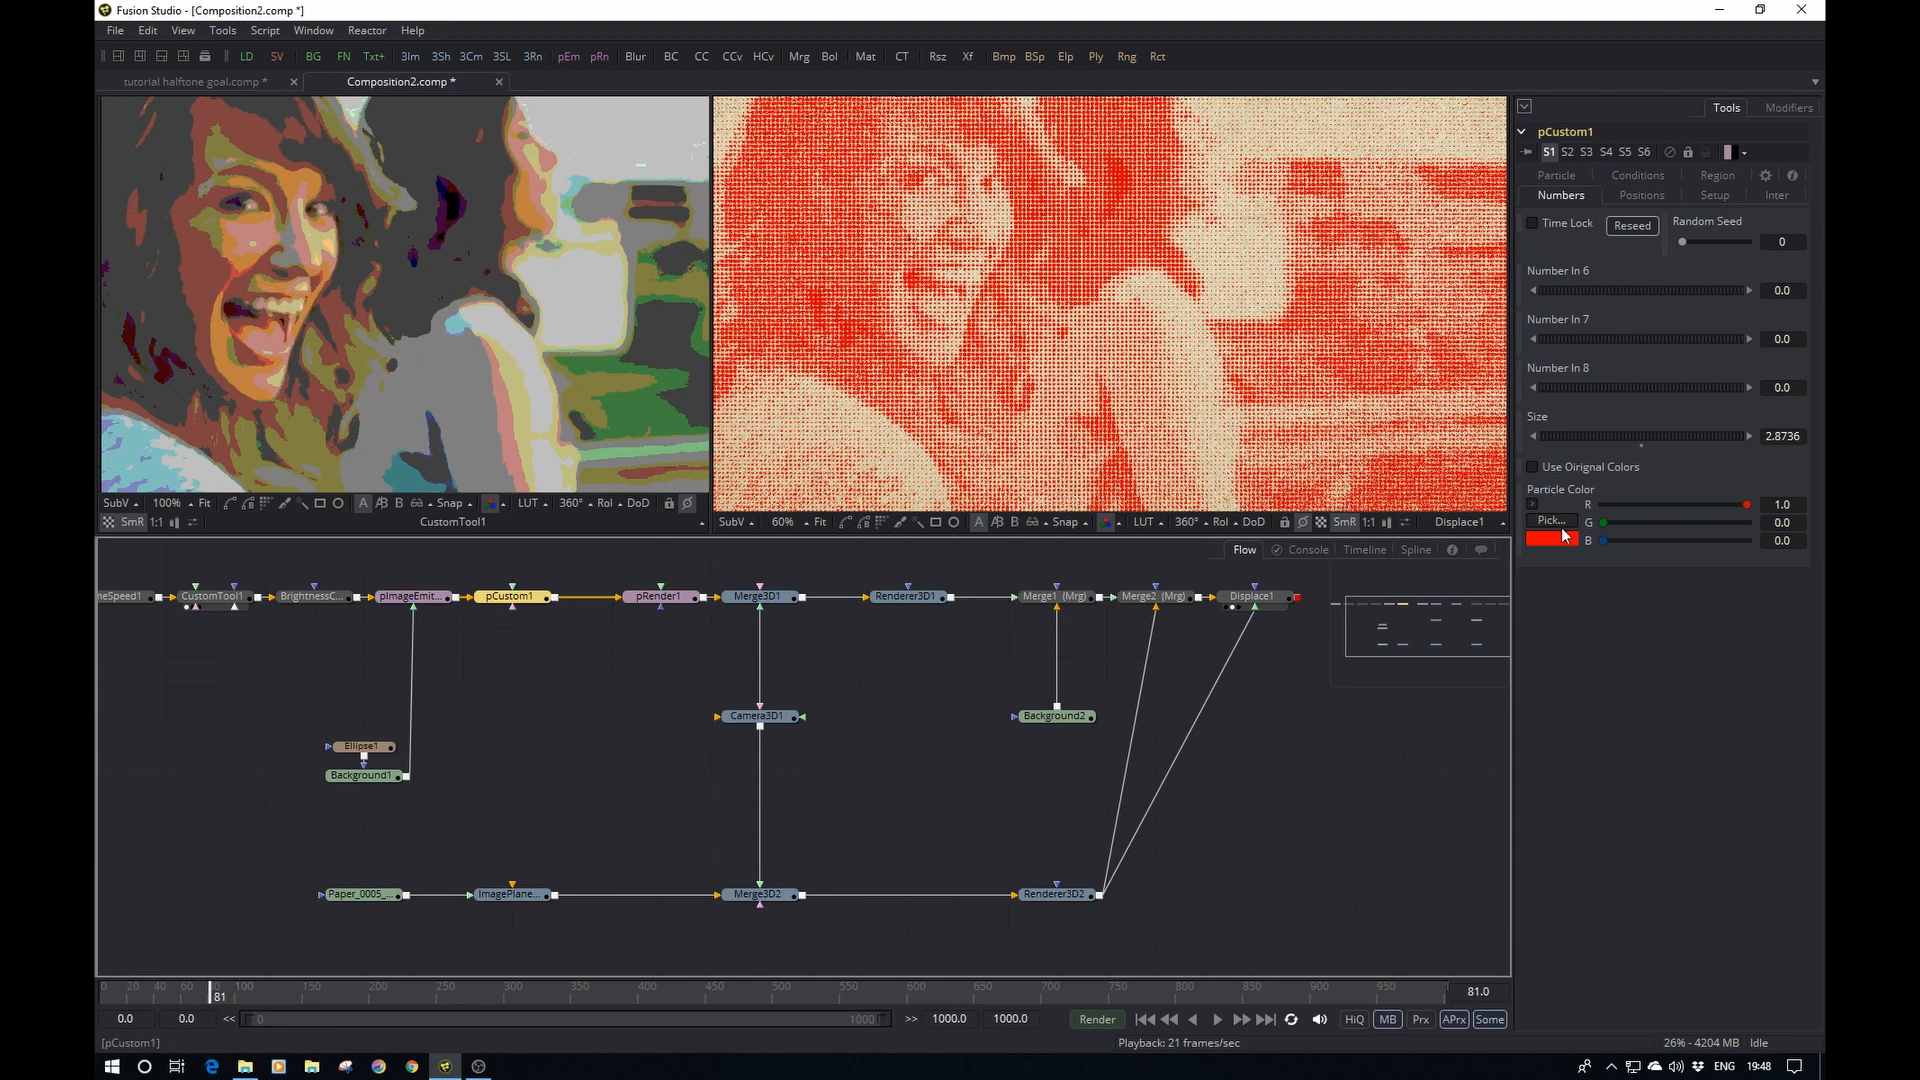 Fusion Studio - [Composition2.comp *]
File Edit View Tools Script Window Reactor Help
LD SV BG FN Txt+ 3Im 3Sh 3Cm 3SL 3Rn pEm pRn Blur BC CC CCv HCv Mrg Bol Mat CT Rsz Xf Bmp BSp Elp Ply Rng Rct
tutorial halftone goal.comp * Composition2.comp *
Tools Modifiers
pCustom1
S1 S2 S3 S4 S5 S6
Particle Conditions Region
Numbers Positions Setup Inter
Time Lock Reseed Random Seed
0
Number In 6
0.0
Number In 7
0.0
Number In 8
0.0
Size
2.8736
Use Oirignal Colors
Particle Color
R 1.0
Pick... G 0.0
B 0.0
SubV 100% Fit A B Snap LUT 360° RoI DoD
SmR 1:1 CustomTool1
SubV 60% Fit A B Snap LUT 360° RoI DoD SmR 1:1 Displace1
Flow Console Timeline Spline
neSpeed1 CustomTool1 BrightnessC... pImageEmit... pCustom1 pRender1 Merge3D1 Renderer3D1 Merge1 (Mrg) Merge2 (Mrg) Displace1
Camera3D1 Background2
Ellipse1
Background1
Paper_0005_... ImagePlane... Merge3D2 Renderer3D2
0 20 40 60 81 100 150 200 250 300 350 400 450 500 550 600 650 700 750 800 850 900 950 81.0
0.0 0.0 << 0 1000 >> 1000.0 1000.0 Render HiQ MB Prx APrx Some
[pCustom1] Playback: 21 frames/sec 26% - 4204 MB Idle
ENG 19:48